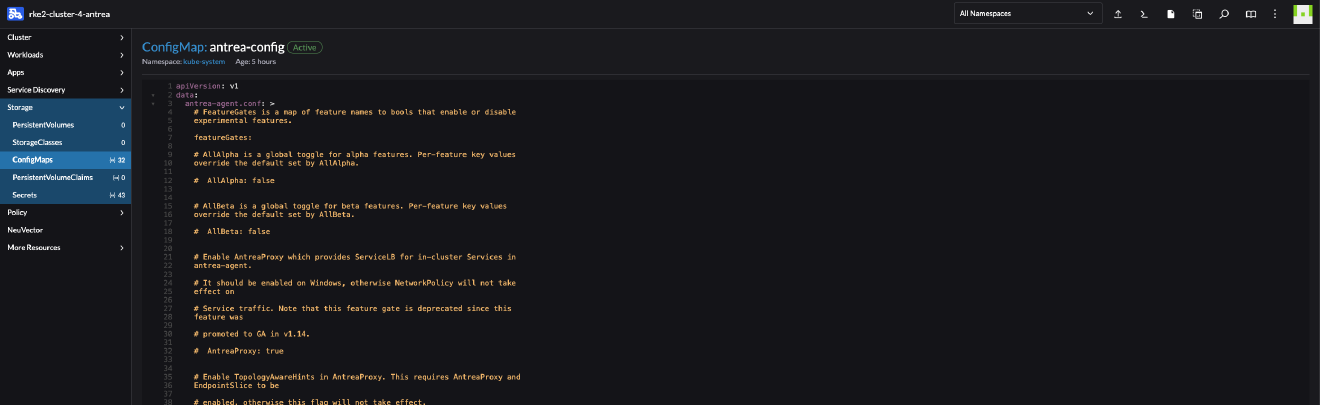 rke2-cluster-4-antrea
All Namespaces
Cluster
Workloads
Apps
Service Discovery
Storage
PersistentVolumes 0
StorageClasses 0
ConfigMaps 32
PersistentVolumeClaims 0
Secrets 43
Policy
NeuVector
More Resources
ConfigMap: antrea-config Active
Namespace: kube-system Age: 5 hours
1 apiVersion: v1
2 data:
3 antrea-agent.conf: >
4 # FeatureGates is a map of feature names to bools that enable or disable
5 experimental features.
6
7 featureGates:
8
9 # AllAlpha is a global toggle for alpha features. Per-feature key values
10 override the default set by AllAlpha.
11
12 # AllAlpha: false
13
14
15 # AllBeta is a global toggle for beta features. Per-feature key values
16 override the default set by AllBeta.
17
18 # AllBeta: false
19
20
21 # Enable AntreaProxy which provides ServiceLB for in-cluster Services in
22 antrea-agent.
23
24 # It should be enabled on Windows, otherwise NetworkPolicy will not take
25 effect on
26
27 # Service traffic. Note that this feature gate is deprecated since this
28 feature was
29
30 # promoted to GA in v1.14.
31
32 # AntreaProxy: true
33
34
35 # Enable TopologyAwareHints in AntreaProxy. This requires AntreaProxy and
36 EndpointSlice to be
37
38 # enabled, otherwise this flag will not take effect.